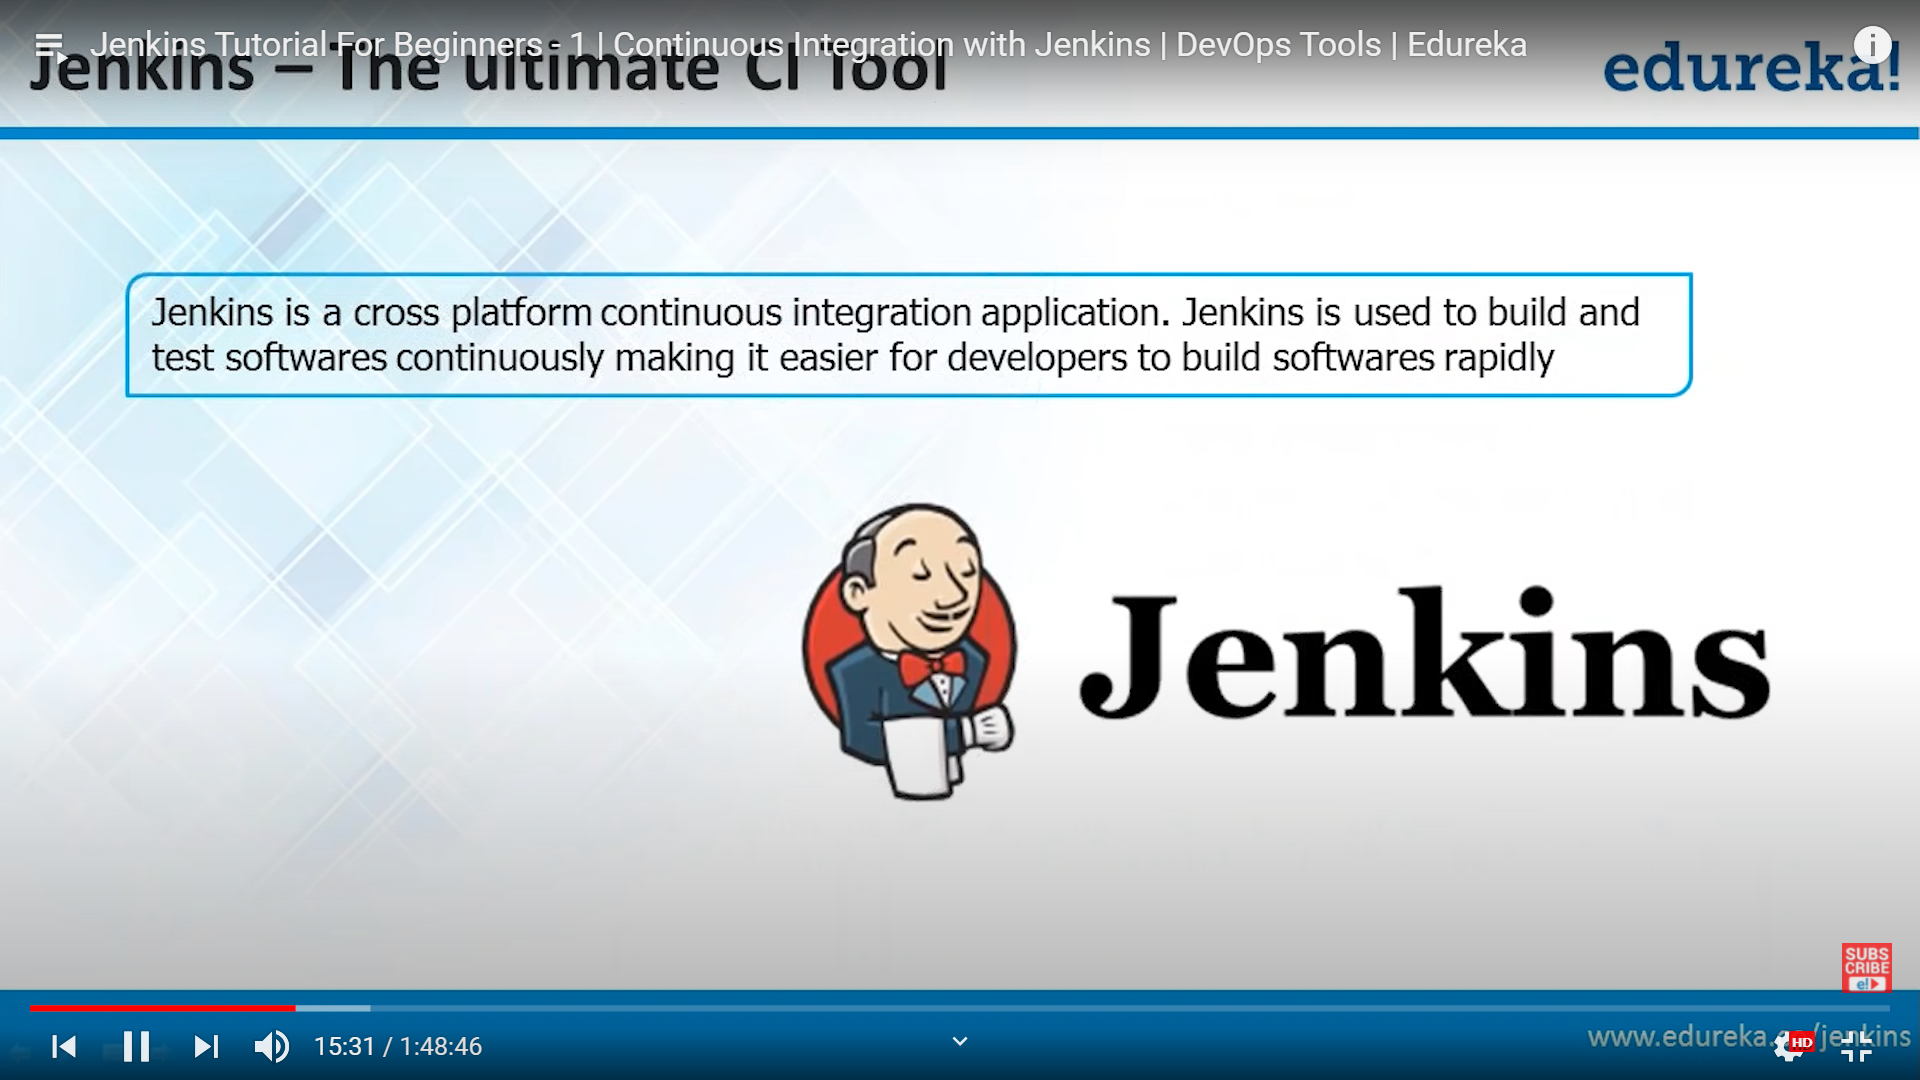 Jenkins Tutorial For Beginners - 1 | Continuous Integration with Jenkins | DevOps Tools | Edureka
Jenkins – The ultimate CI Tool
edureka!
Jenkins is a cross platform continuous integration application. Jenkins is used to build and
test softwares continuously making it easier for developers to build softwares rapidly
Jenkins
SUBS
CRIBE
e!
15:31 / 1:48:46
HD
www.edureka. /jenkins